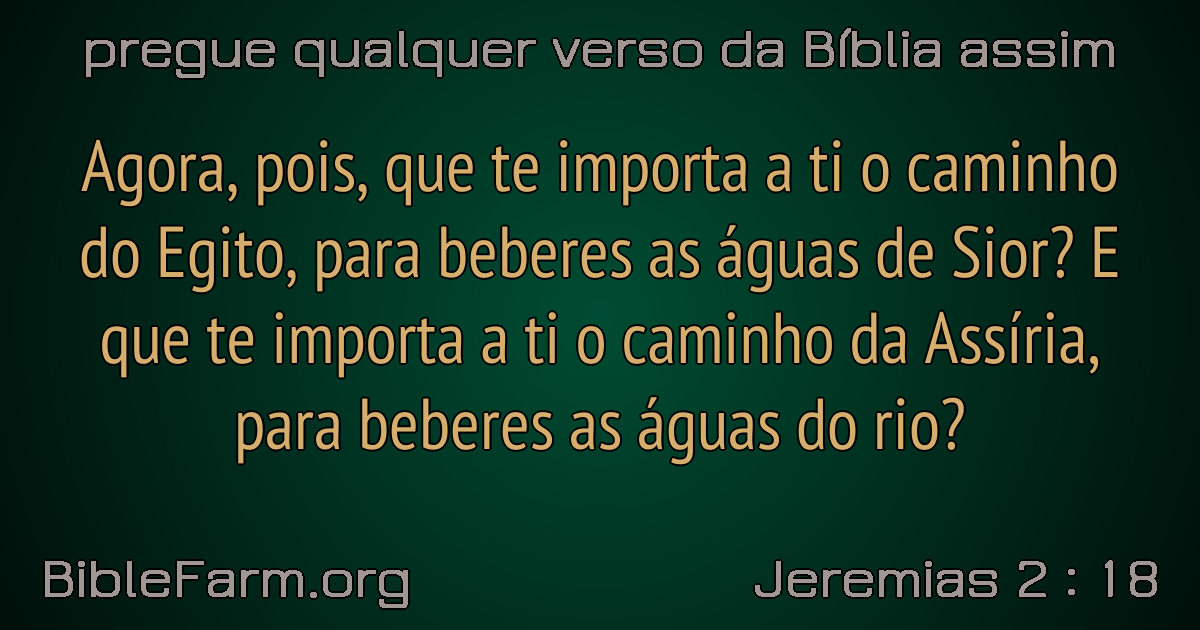 pregue qualquer verso da Bíblia assim
Agora, pois, que te importa a ti o caminho
do Egito, para beberes as águas de Sior? E
que te importa a ti o caminho da Assíria,
para beberes as águas do rio?
BibleFarm.org
Jeremias 2 : 18